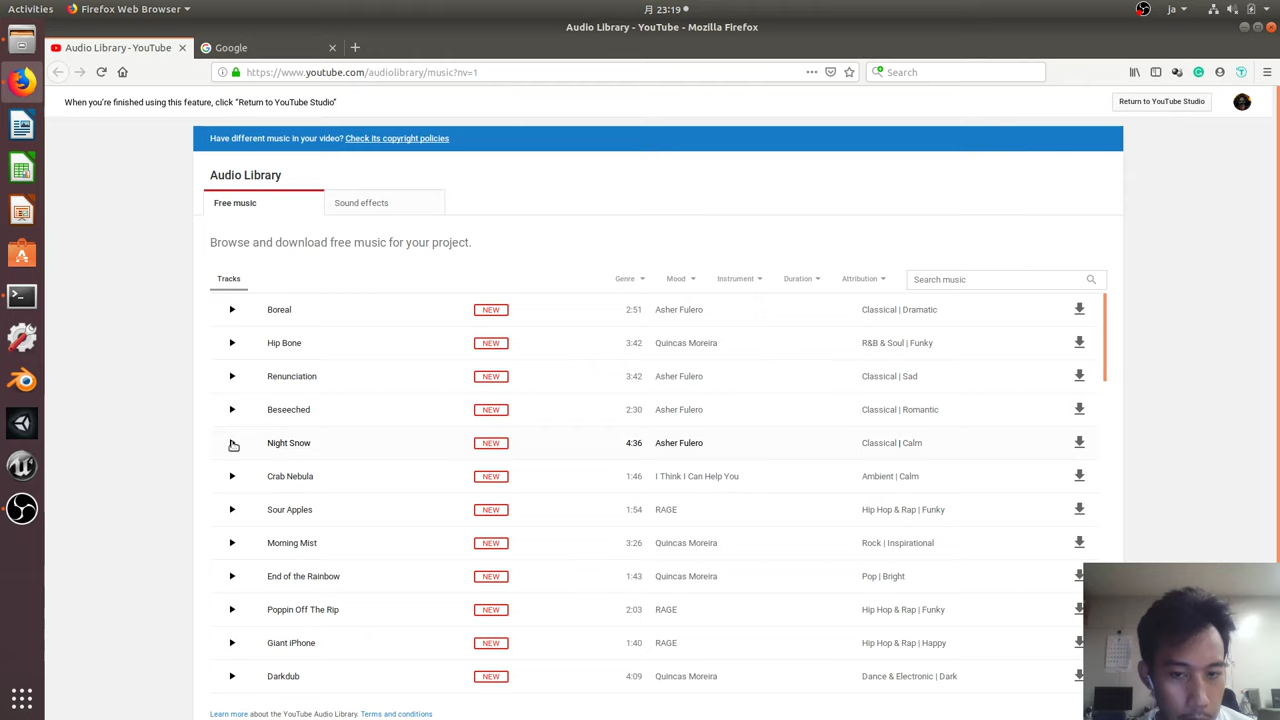 Activities
Firefox Web Browser
23:19
ja
Audio Library - YouTube - Mozilla Firefox
Audio Library - YouTube
Google
https://www.youtube.com/audiolibrary/music?nv=1
Search
When you're finished using this feature, click "Return to YouTube Studio"
Return to YouTube Studio
Have different music in your video? Check its copyright policies
Audio Library
Free music
Sound effects
Browse and download free music for your project.
Tracks
Genre
Mood
Instrument
Duration
Attribution
Search music
Boreal NEW 2:51 Asher Fulero Classical | Dramatic
Hip Bone NEW 3:42 Quincas Moreira R&B & Soul | Funky
Renunciation NEW 3:42 Asher Fulero Classical | Sad
Beseeched NEW 2:30 Asher Fulero Classical | Romantic
Night Snow NEW 4:36 Asher Fulero Classical | Calm
Crab Nebula NEW 1:46 I Think I Can Help You Ambient | Calm
Sour Apples NEW 1:54 RAGE Hip Hop & Rap | Funky
Morning Mist NEW 3:26 Quincas Moreira Rock | Inspirational
End of the Rainbow NEW 1:43 Quincas Moreira Pop | Bright
Poppin Off The Rip NEW 2:03 RAGE Hip Hop & Rap | Funky
Giant iPhone NEW 1:40 RAGE Hip Hop & Rap | Happy
Darkdub NEW 4:09 Quincas Moreira Dance & Electronic | Dark
Learn more about the YouTube Audio Library. Terms and conditions